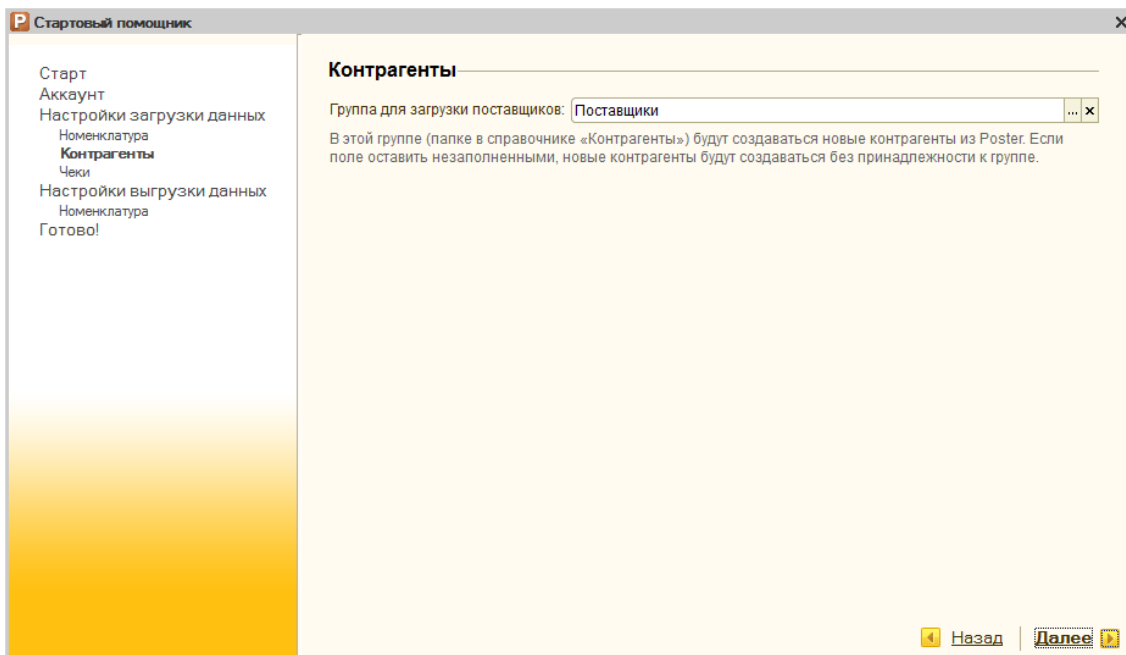 P Стартовый помощник
Старт
Аккаунт
Настройки загрузки данных
Номенклатура
Контрагенты
Чеки
Настройки выгрузки данных
Номенклатура
Готово!
Контрагенты
Группа для загрузки поставщиков: Поставщики ... x
В этой группе (папке в справочнике «Контрагенты») будут создаваться новые контрагенты из Poster. Если
поле оставить незаполненными, новые контрагенты будут создаваться без принадлежности к группе.
Назад Далее